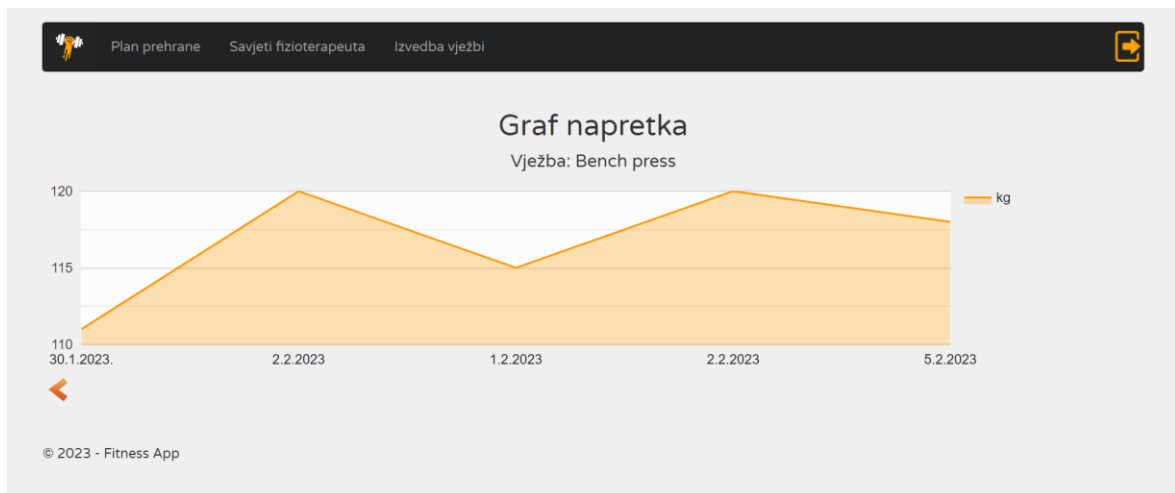 Plan prehrane Savjeti fizioterapeuta Izvedba vježbi
Graf napretka
Vježba: Bench press
120
kg
115
110
30.1.2023. 2.2.2023 1.2.2023 2.2.2023 5.2.2023
© 2023 - Fitness App